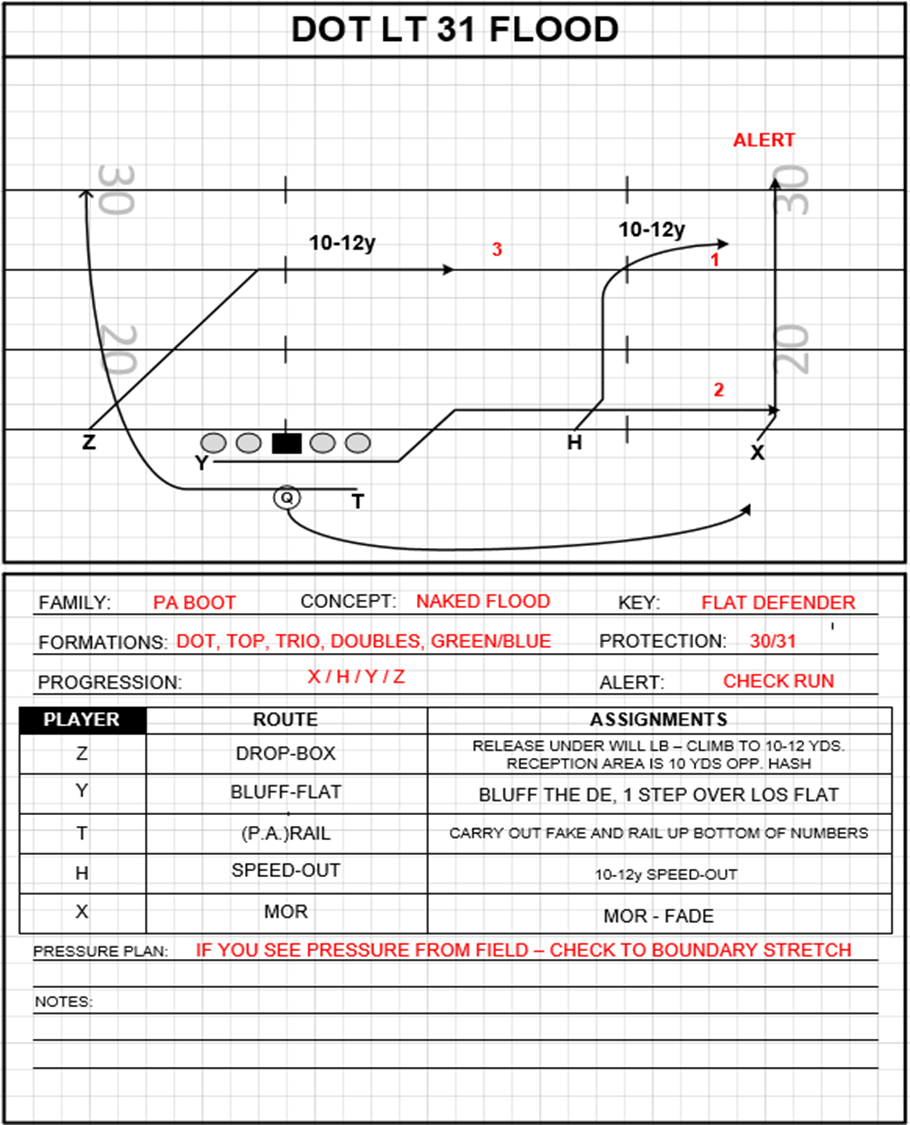 DOT LT 31 FLOOD
ALERT
30
30
10-12y
10-12y
3
1
20
20
2
Z
H
X
Y
Q
T
FAMILY: PA BOOT CONCEPT: NAKED FLOOD KEY: FLAT DEFENDER
FORMATIONS: DOT, TOP, TRIO, DOUBLES, GREEN/BLUE PROTECTION: 30/31
PROGRESSION: X / H / Y / Z ALERT: CHECK RUN
PLAYER ROUTE ASSIGNMENTS
Z DROP-BOX RELEASE UNDER WILL LB – CLIMB TO 10-12 YDS.
RECEPTION AREA IS 10 YDS OPP. HASH
Y BLUFF-FLAT BLUFF THE DE, 1 STEP OVER LOS FLAT
T (P.A.)RAIL CARRY OUT FAKE AND RAIL UP BOTTOM OF NUMBERS
H SPEED-OUT 10-12y SPEED-OUT
X MOR MOR - FADE
PRESSURE PLAN: IF YOU SEE PRESSURE FROM FIELD – CHECK TO BOUNDARY STRETCH
NOTES: